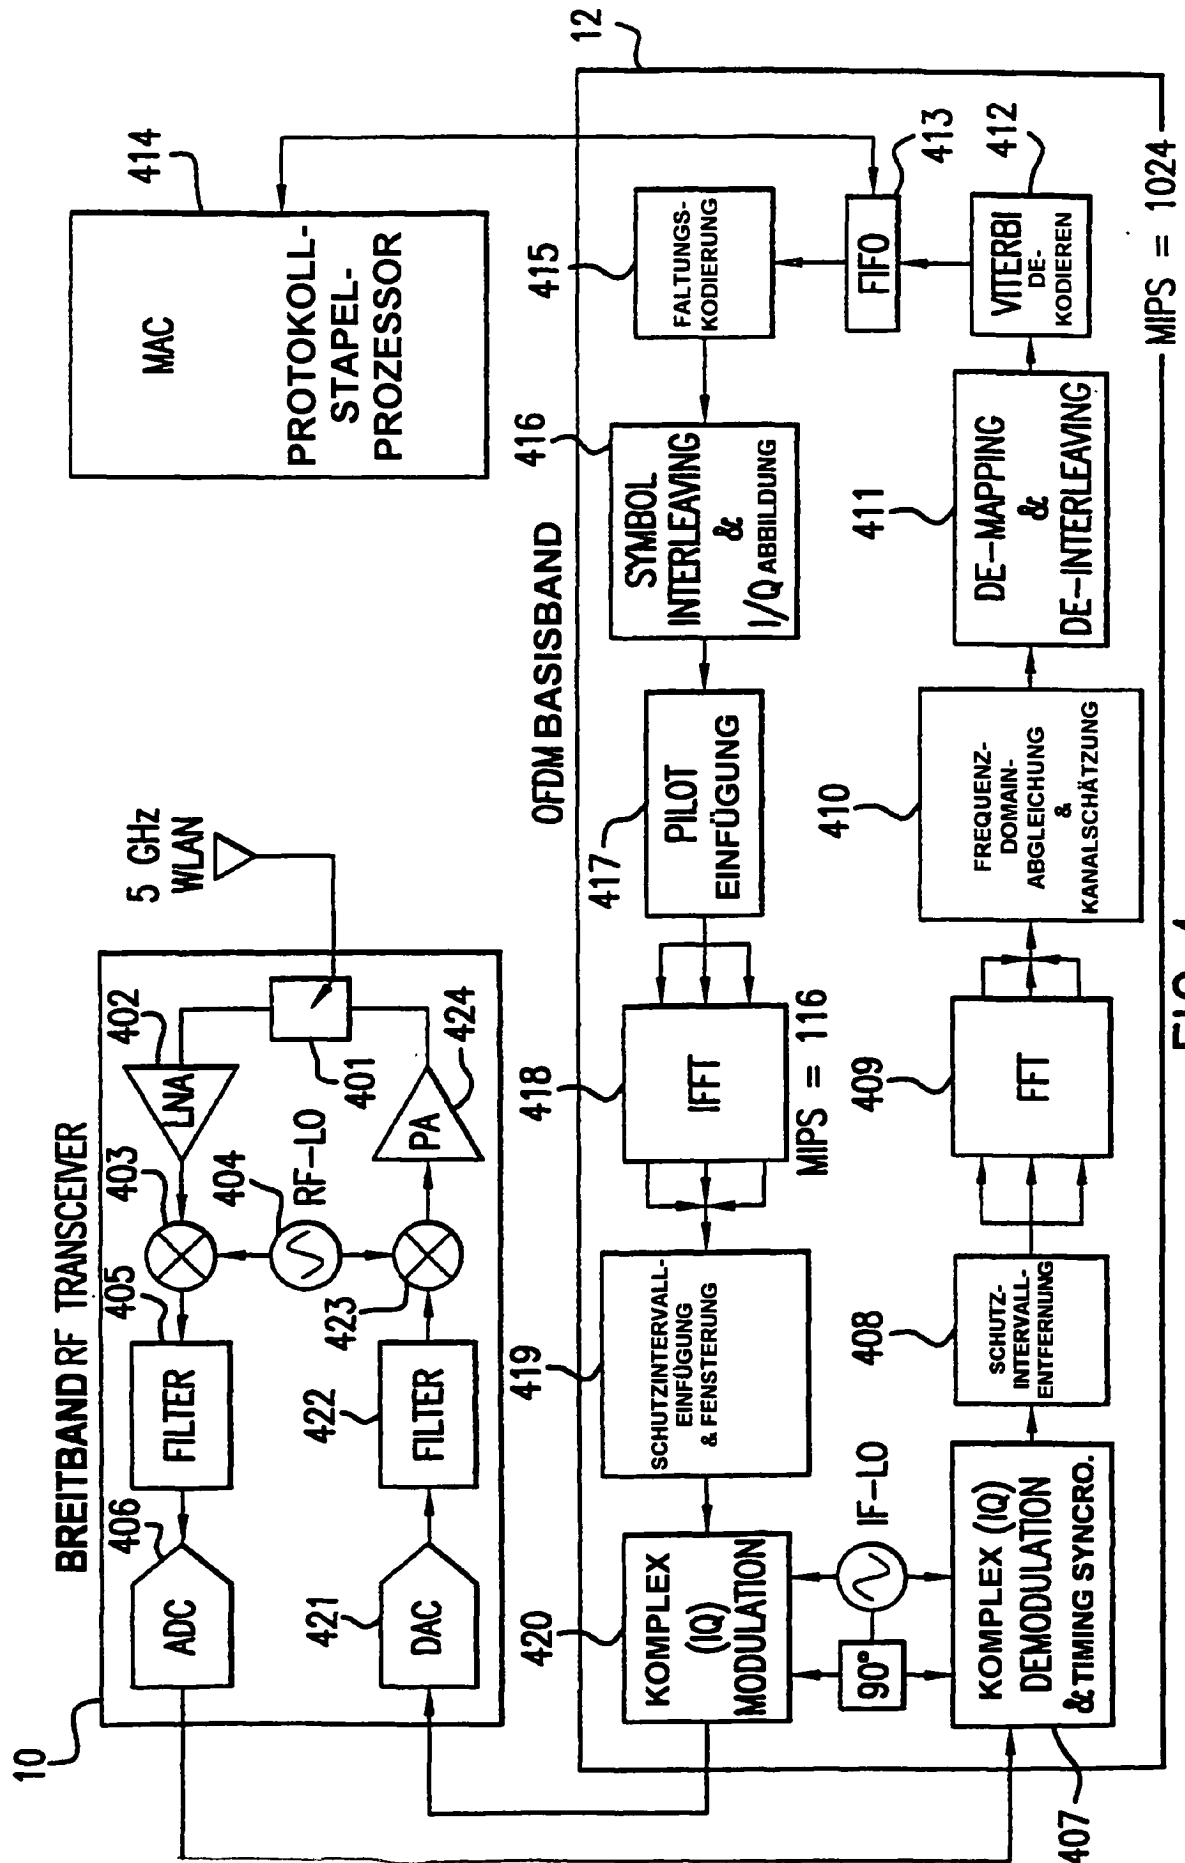 BREITBAND RF TRANSCEIVER
10
ADC
406
FILTER
405
403
LNA
402
5 GHz
WLAN
401
404
RF-LO
DAC
421
FILTER
422
423
PA
424
MAC
PROTOKOLL-
STAPEL-
PROZESSOR
414
OFDM BASISBAND
12
KOMPLEX
(IQ)
MODULATION
420
SCHUTZINTERVALL-
EINFÜGUNG
& FENSTERUNG
419
IFFT
418
MIPS = 116
PILOT
EINFÜGUNG
417
SYMBOL
INTERLEAVING
&
I/Q ABBILDUNG
416
FALTUNGS-
KODIERUNG
415
90°
IF-LO
FIFO
413
KOMPLEX (IQ)
DEMODULATION
& TIMING SYNCRO.
407
SCHUTZ-
INTERVALL-
ENTFERNUNG
408
FFT
409
FREQUENZ-
DOMAIN-
ABGLEICHUNG
&
KANALSCHÄTZUNG
410
DE-MAPPING
&
DE-INTERLEAVING
411
VITERBI
DE-
KODIEREN
412
MIPS = 1024